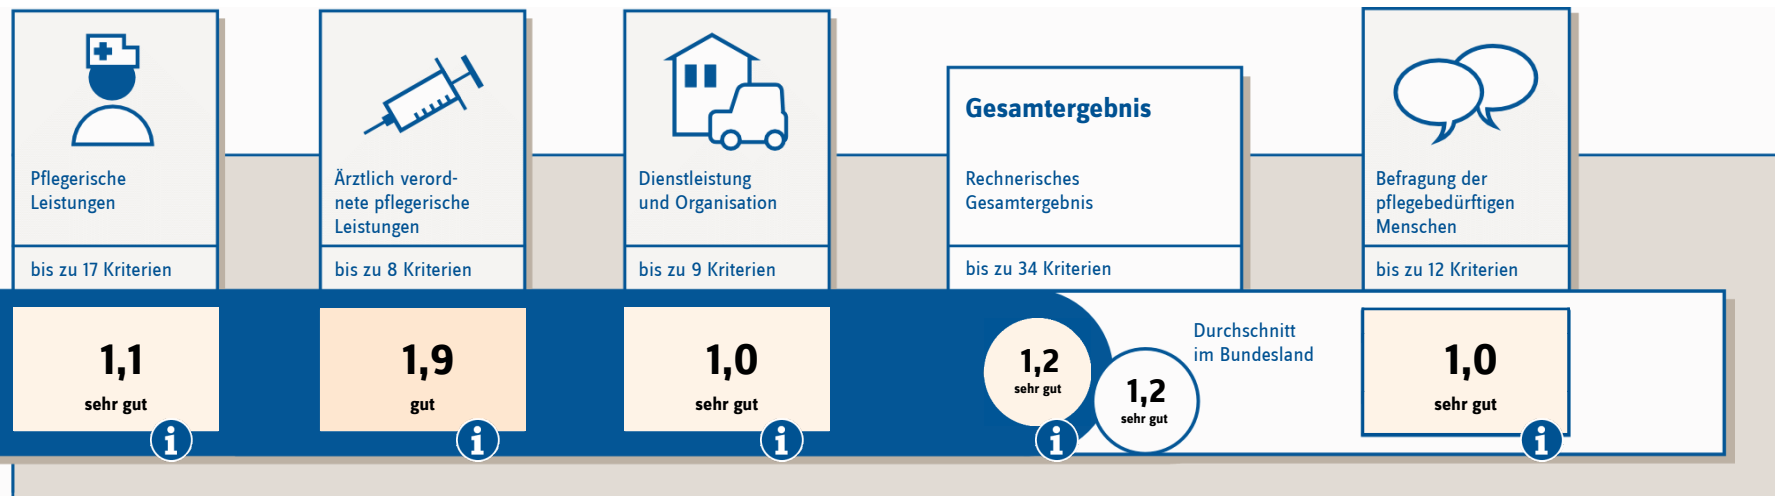 Pflegerische
Leistungen
bis zu 17 Kriterien
1,1
sehr gut
i
Ärztlich verord-
nete pflegerische
Leistungen
bis zu 8 Kriterien
1,9
gut
i
Dienstleistung
und Organisation
bis zu 9 Kriterien
1,0
sehr gut
i
Gesamtergebnis
Rechnerisches
Gesamtergebnis
bis zu 34 Kriterien
1,2
sehr gut
i
1,2
sehr gut
Durchschnitt
im Bundesland
Befragung der
pflegebedürftigen
Menschen
bis zu 12 Kriterien
1,0
sehr gut
i